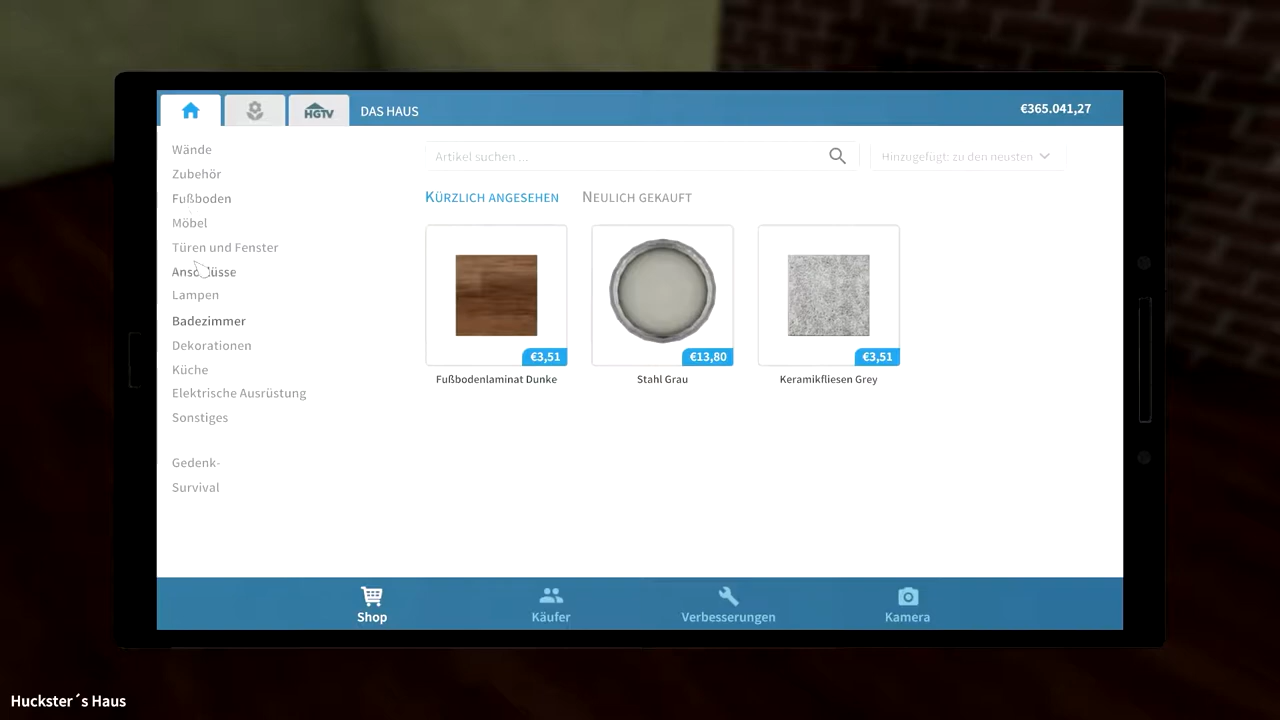 HGTV
DAS HAUS
€365.041,27
Wände
Zubehör
Fußboden
Möbel
Türen und Fenster
Anschlüsse
Lampen
Badezimmer
Dekorationen
Küche
Elektrische Ausrüstung
Sonstiges
Gedenk-
Survival
Artikel suchen ...
Hinzugefügt: zu den neusten
KÜRZLICH ANGESEHEN
NEULICH GEKAUFT
€3,51
€13,80
€3,51
Fußbodenlaminat Dunke
Stahl Grau
Keramikfliesen Grey
Shop
Käufer
Verbesserungen
Kamera
Huckster´s Haus